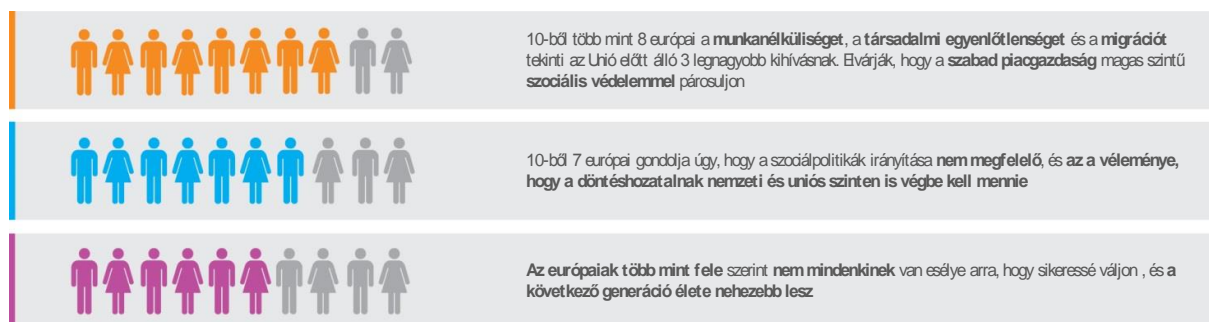 10-ből több mint 8 európai a munkanélküliséget, a társadalmi egyenlőtlenséget és a migrációt
tekinti az Unió előtt álló 3 legnagyobb kihívásnak. Elvárják, hogy a szabad piacgazdaság magas szintű
szociális védelemmel párosuljon
10-ből 7 európai gondolja úgy, hogy a szociálpolitikák irányítása nem megfelelő, és az a véleménye,
hogy a döntéshozatalnak nemzeti és uniós szinten is végbe kell mennie
Az európaiak több mint fele szerint nem mindenkinek van esélye arra, hogy sikeressé váljon , és a
következő generáció élete nehezebb lesz